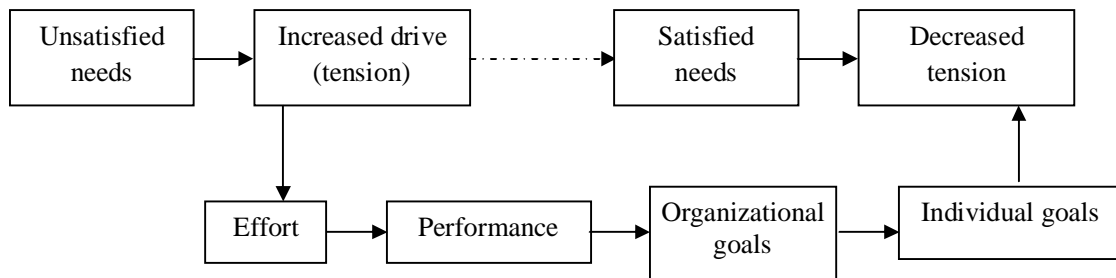 Unsatisfied
needs
Increased drive
(tension)
Satisfied
needs
Decreased
tension
Effort
Performance
Organizational
goals
Individual goals